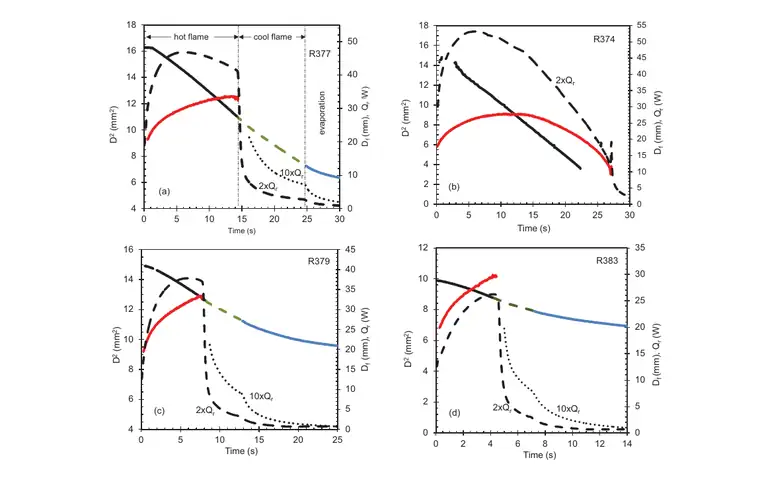 hot flame
cool flame
R377
evaporation
10xQr
2xQr
(a)
18
16
14
12
10
8
6
4
D² (mm²)
50
40
30
20
10
0
Df (mm), Qr (W)
0 5 10 15 20 25 30
Time (s)
R374
2xQr
(b)
18
16
14
12
10
8
6
4
2
0
D² (mm²)
55
50
45
40
35
30
25
20
15
10
5
0
Df (mm), Qr (W)
0 5 10 15 20 25 30
Time (s)
R379
10xQr
2xQr
(c)
16
14
12
10
8
6
4
D² (mm²)
45
40
35
30
25
20
15
10
5
0
Df (mm), Qr (W)
0 5 10 15 20 25
Time (s)
R383
2xQr
10xQr
(d)
12
10
8
6
4
2
0
D² (mm²)
35
30
25
20
15
10
5
0
Df (mm), Qr (W)
0 2 4 6 8 10 12 14
Time (s)